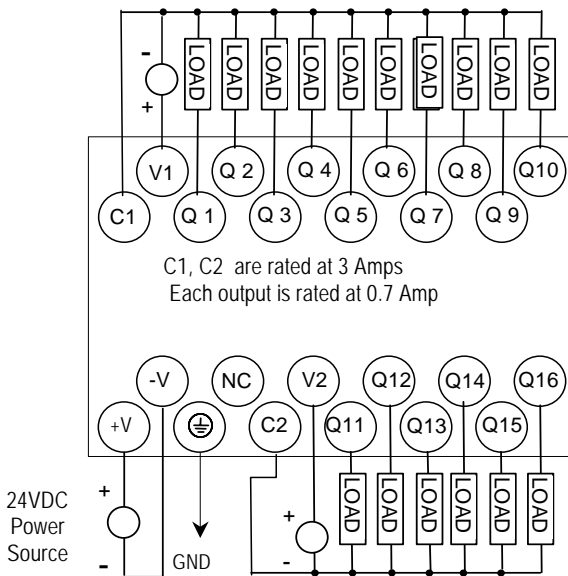 -
+
LOAD LOAD LOAD LOAD LOAD LOAD LOAD LOAD LOAD LOAD
V1 Q 2 Q 4 Q 6 Q 8 Q10
C1 Q 1 Q 3 Q 5 Q 7 Q 9
C1, C2 are rated at 3 Amps
Each output is rated at 0.7 Amp
-V NC V2 Q12 Q14 Q16
+V C2 Q11 Q13 Q15
LOAD LOAD LOAD LOAD LOAD LOAD
+
24VDC
Power
Source
-
GND
+
-